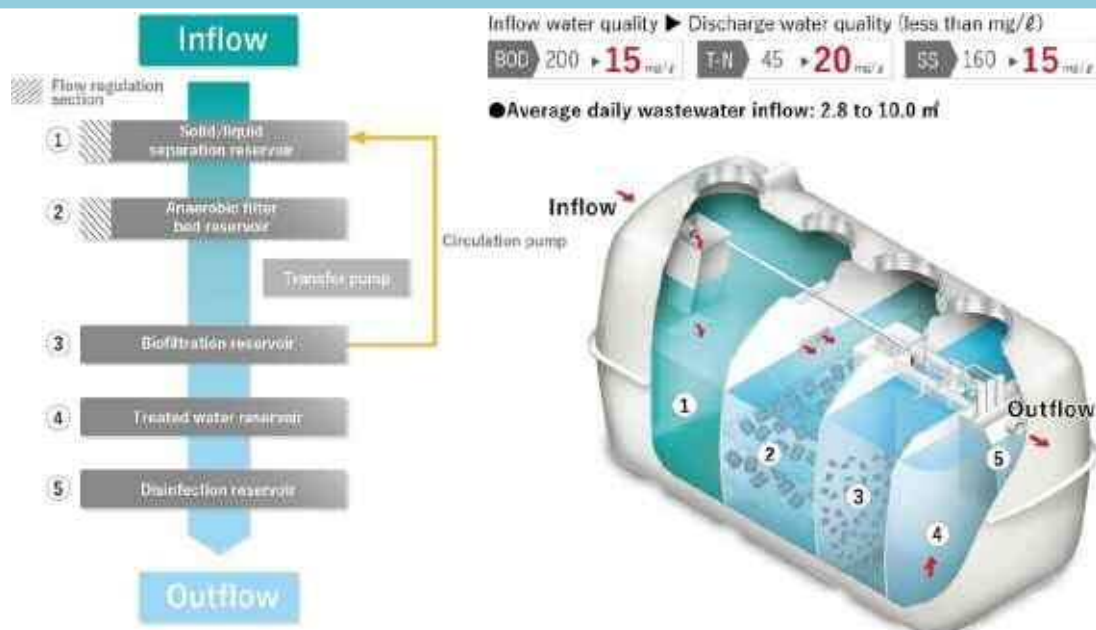 Inflow
Flow regulation
section
① Solid/liquid
separation reservoir
② Anaerobic filter
bed reservoir
Circulation pump
Transfer pump
③ Biofiltration reservoir
④ Treated water reservoir
⑤ Disinfection reservoir
Outflow
Inflow water quality ▶ Discharge water quality (less than mg/ℓ)
BOD 200 ▸ 15 mg/ℓ T-N 45 ▸ 20 mg/ℓ SS 160 ▸ 15 mg/ℓ
●Average daily wastewater inflow: 2.8 to 10.0 ㎥
Inflow
Outflow
1
2
3
4
5